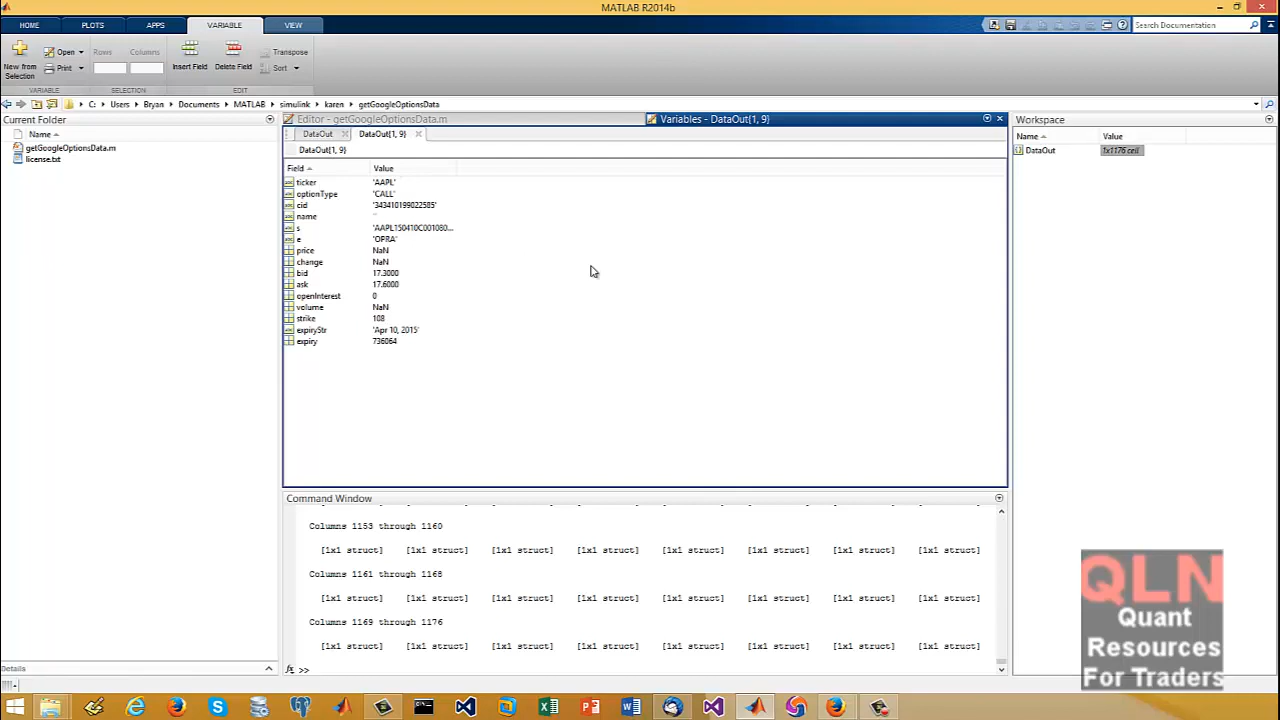 MATLAB R2014b
HOME PLOTS APPS VARIABLE VIEW
Search Documentation
New from Selection
Open
Print
Rows Columns
Insert Field
Delete Field
Transpose
Sort
VARIABLE SELECTION EDIT
C: Users Bryan Documents MATLAB simulink karen getGoogleOptionsData
Current Folder
Name
getGoogleOptionsData.m
license.txt
Details
Editor - getGoogleOptionsData.m
Variables - DataOut{1, 9}
DataOut DataOut{1, 9}
DataOut{1, 9}
Field Value
ticker 'AAPL'
optionType 'CALL'
cid '343410199022585'
name ''
s 'AAPL150410C001080...
e 'OPRA'
price NaN
change NaN
bid 17.3000
ask 17.6000
openInterest 0
volume NaN
strike 108
expiryStr 'Apr 10, 2015'
expiry 736064
Command Window
Columns 1153 through 1160
[1x1 struct] [1x1 struct] [1x1 struct] [1x1 struct] [1x1 struct] [1x1 struct] [1x1 struct] [1x1 struct]
Columns 1161 through 1168
[1x1 struct] [1x1 struct] [1x1 struct] [1x1 struct] [1x1 struct] [1x1 struct] [1x1 struct] [1x1 struct]
Columns 1169 through 1176
[1x1 struct] [1x1 struct] [1x1 struct] [1x1 struct] [1x1 struct] [1x1 struct] [1x1 struct] [1x1 struct]
fx >>
Workspace
Name Value
DataOut 1x1176 cell
QLN
Quant
Resources
For Traders